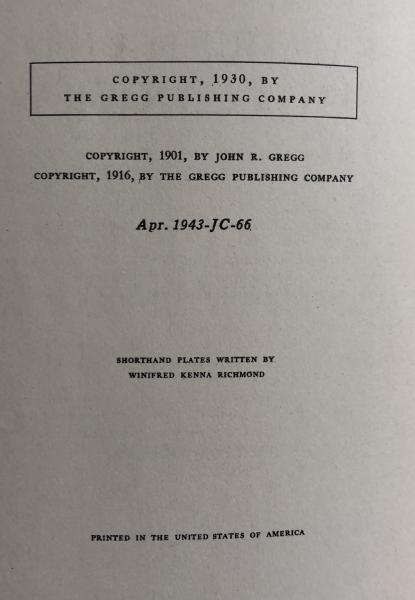 COPYRIGHT, 1930, BY
THE GREGG PUBLISHING COMPANY
COPYRIGHT, 1901, BY JOHN R. GREGG
COPYRIGHT, 1916, BY THE GREGG PUBLISHING COMPANY
Apr. 1943-JC-66
SHORTHAND PLATES WRITTEN BY
WINIFRED KENNA RICHMOND
PRINTED IN THE UNITED STATES OF AMERICA